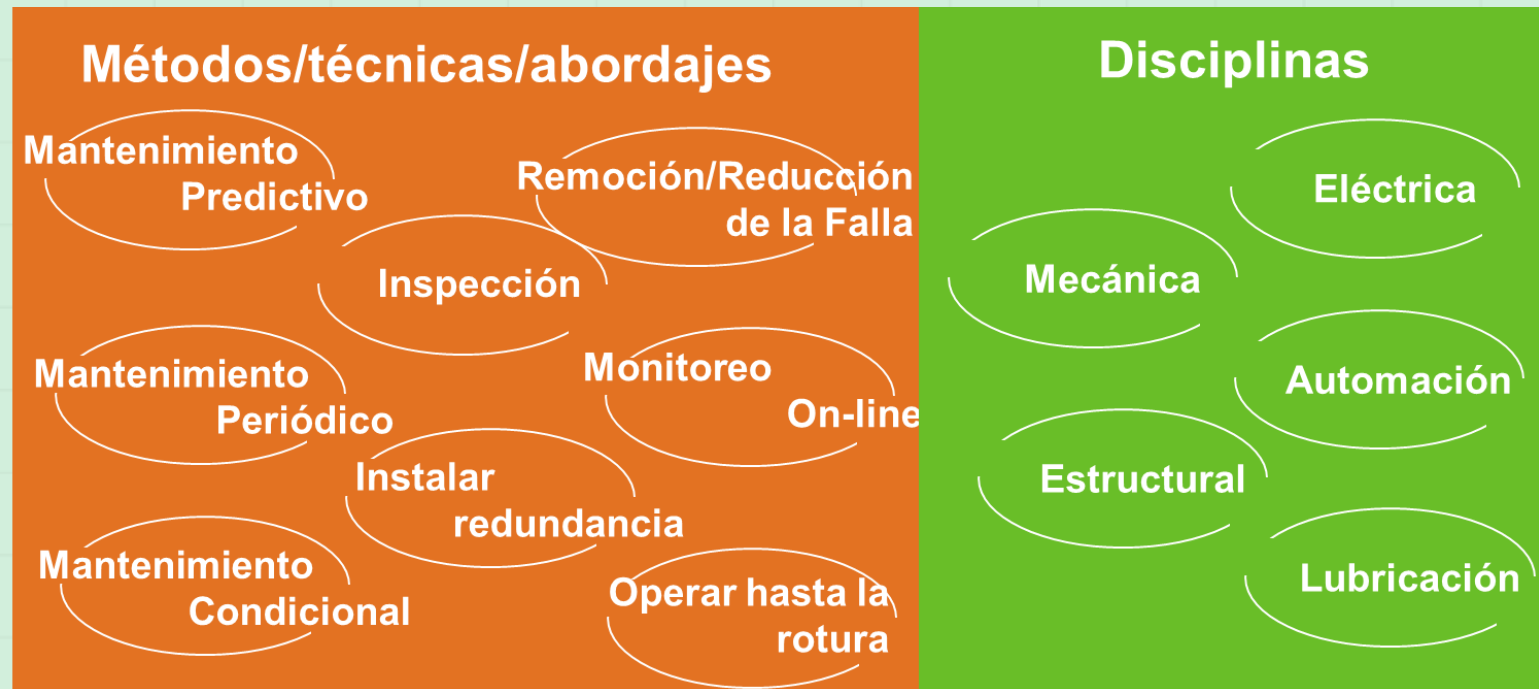 Métodos/técnicas/abordajes
Mantenimiento
Predictivo
Remoción/Reducción
de la Falla
Inspección
Mantenimiento
Periódico
Monitoreo
On-line
Instalar
redundancia
Mantenimiento
Condicional
Operar hasta la
rotura
Disciplinas
Eléctrica
Mecánica
Automación
Estructural
Lubricación